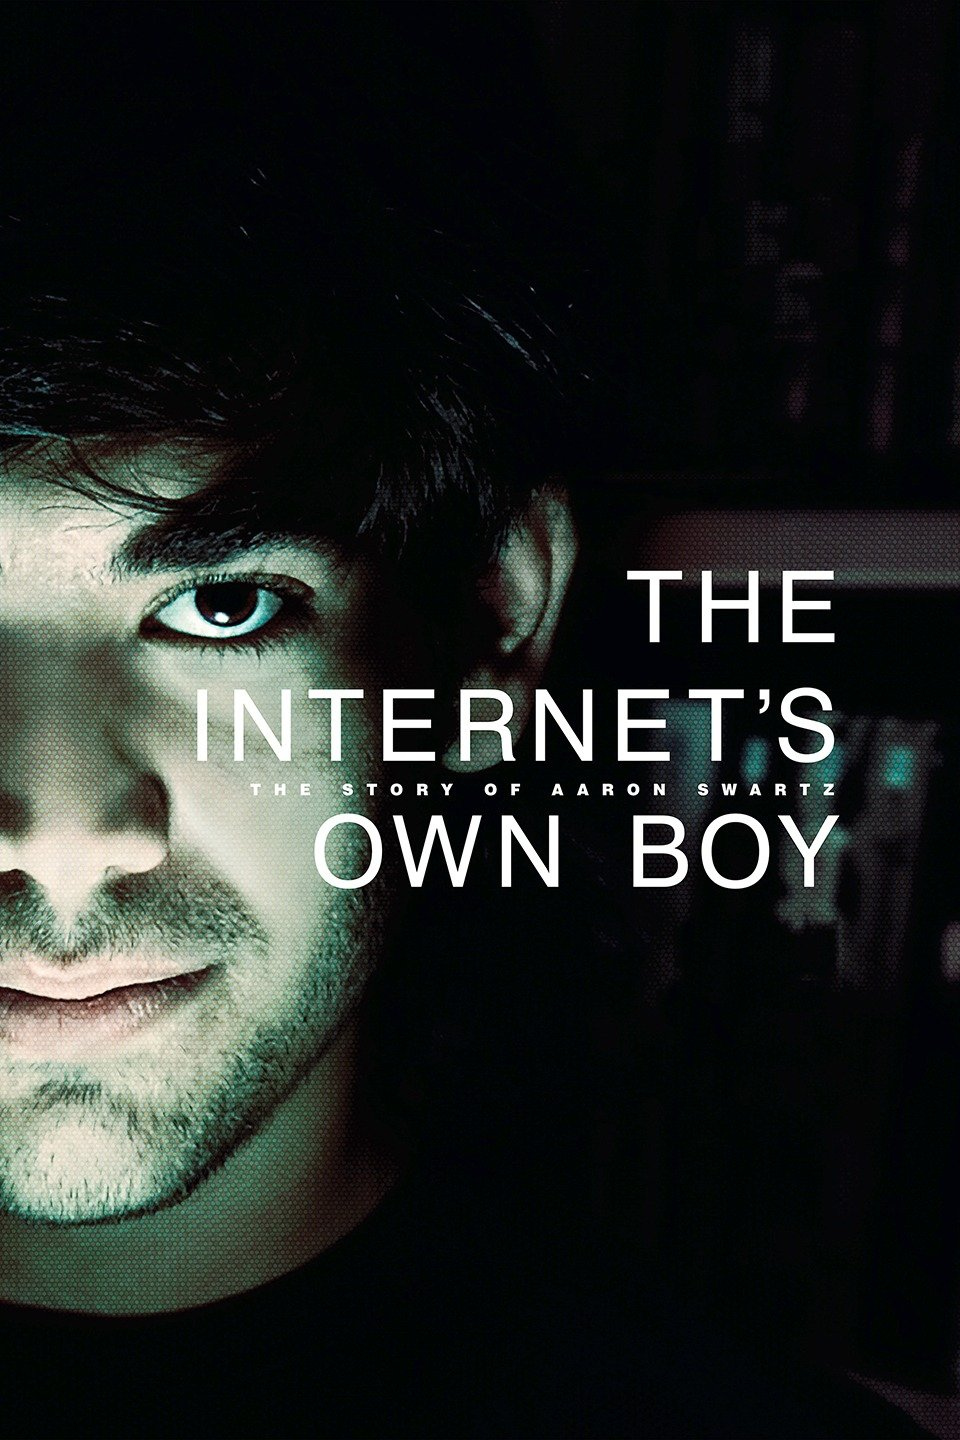 THE
INTERNET'S
THE STORY OF AARON SWARTZ
OWN BOY